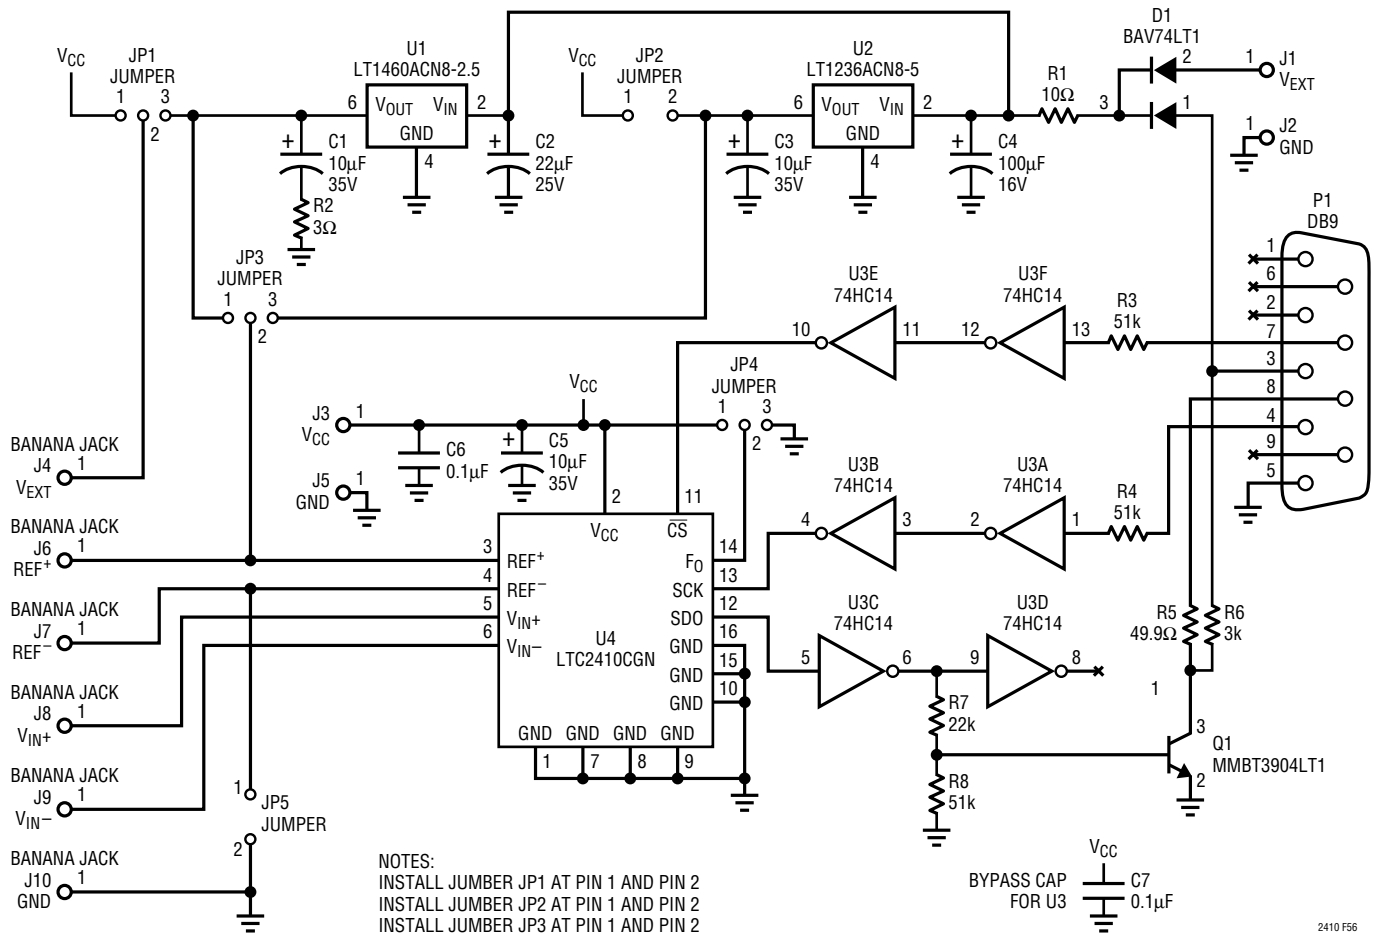 VCC
JP1
JUMPER
1
3
2
U1
LT1460ACN8-2.5
6
VOUT
VIN
GND
2
4
+
C1
10µF
35V
R2
3Ω
+
C2
22µF
25V
VCC
JP2
JUMPER
1
2
U2
LT1236ACN8-5
6
VOUT
VIN
GND
2
4
+
C3
10µF
35V
+
C4
100µF
16V
R1
10Ω
D1
BAV74LT1
3
2
1
1
J1
VEXT
1
J2
GND
P1
DB9
1
6
2
7
3
8
4
9
5
JP3
JUMPER
1
3
2
U3E
74HC14
10
11
U3F
74HC14
12
13
R3
51k
JP4
JUMPER
1
3
2
VCC
J3
VCC
1
C6
0.1µF
+
C5
10µF
35V
J5
GND
1
BANANA JACK
J4
VEXT
1
BANANA JACK
J6
REF+
1
BANANA JACK
J7
REF–
1
BANANA JACK
J8
VIN+
1
BANANA JACK
J9
VIN–
1
BANANA JACK
J10
GND
1
2
11
VCC
CS
3
REF+
4
REF–
5
VIN+
6
VIN–
FO
14
SCK
13
SDO
12
GND
16
GND
15
GND
10
U4
LTC2410CGN
GND
GND
GND
GND
1
7
8
9
U3B
74HC14
4
3
U3A
74HC14
2
1
R4
51k
U3C
74HC14
5
6
U3D
74HC14
9
8
R5
49.9Ω
R6
3k
R7
22k
R8
51k
1
3
Q1
MMBT3904LT1
2
1
JP5
JUMPER
2
NOTES:
INSTALL JUMBER JP1 AT PIN 1 AND PIN 2
INSTALL JUMBER JP2 AT PIN 1 AND PIN 2
INSTALL JUMBER JP3 AT PIN 1 AND PIN 2
VCC
BYPASS CAP
FOR U3
C7
0.1µF
2410 F56